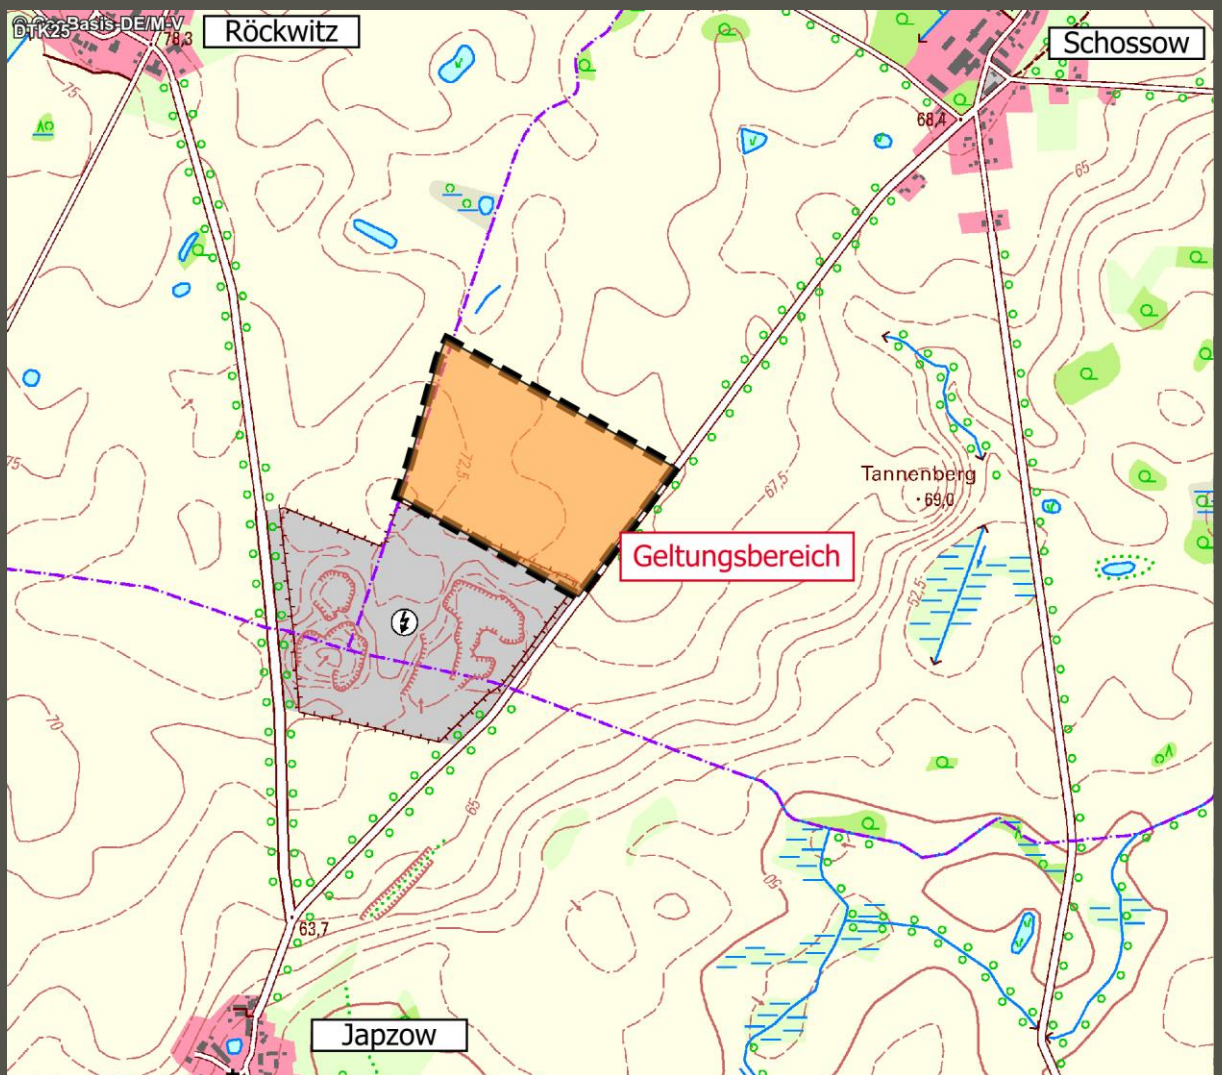 © GeoBasis-DE/M-V
DTK25
78,3
Röckwitz
Schossow
75
68,4
65
75
72,5
67,5
Tannenberg
69,0
Geltungsbereich
52,5
70
65
50
63,7
Japzow